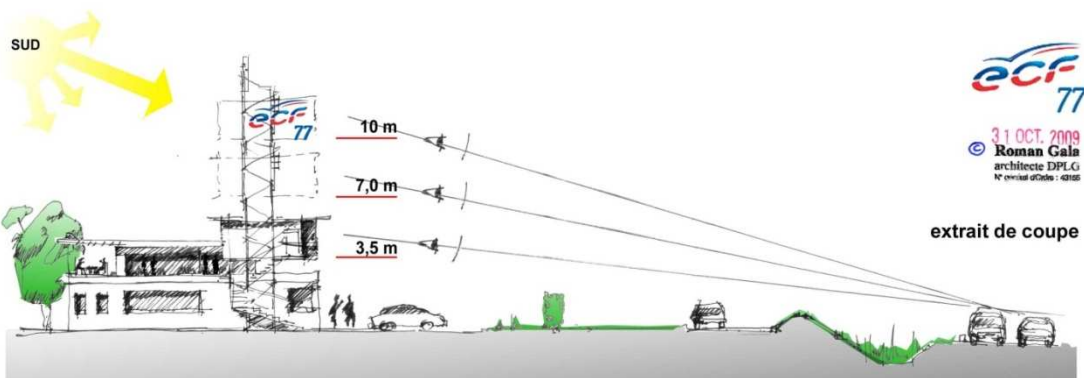 SUD
ecf
77
10 m
7,0 m
3,5 m
ecf
77
31 OCT. 2009
© Roman Gala
architecte DPLG
extrait de coupe